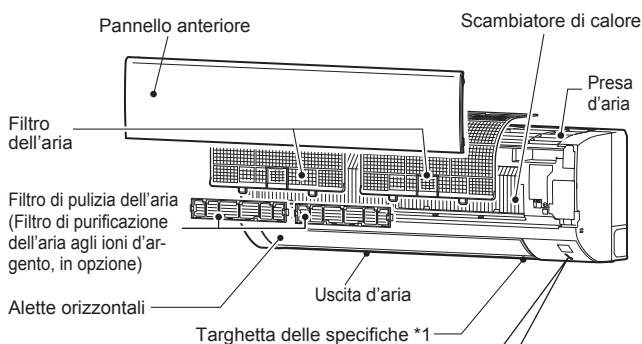 Pannello anteriore
Scambiatore di calore
Presa
d'aria
Filtro
dell'aria
Filtro di pulizia dell'aria
(Filtro di purificazione
dell'aria agli ioni d'ar-
gento, in opzione)
Alette orizzontali
Uscita d'aria
Targhetta delle specifiche *1